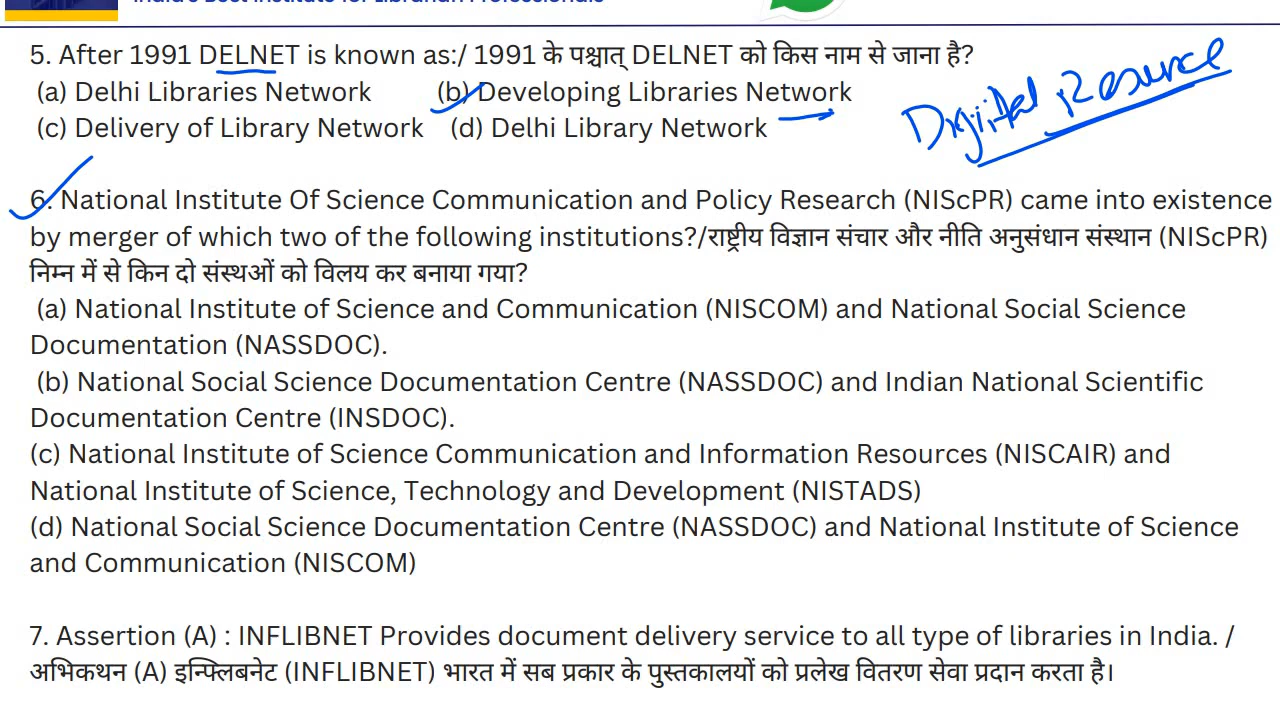 India's Best Institute for Librarian Professionals
5. After 1991 DELNET is known as:/ 1991 के पश्चात् DELNET को किस नाम से जाना है?
(a) Delhi Libraries Network (b) Developing Libraries Network
(c) Delivery of Library Network (d) Delhi Library Network
Digital Resource
6. National Institute Of Science Communication and Policy Research (NIScPR) came into existence
by merger of which two of the following institutions?/राष्ट्रीय विज्ञान संचार और नीति अनुसंधान संस्थान (NIScPR)
निम्न में से किन दो संस्थओं को विलय कर बनाया गया?
(a) National Institute of Science and Communication (NISCOM) and National Social Science
Documentation (NASSDOC).
(b) National Social Science Documentation Centre (NASSDOC) and Indian National Scientific
Documentation Centre (INSDOC).
(c) National Institute of Science Communication and Information Resources (NISCAIR) and
National Institute of Science, Technology and Development (NISTADS)
(d) National Social Science Documentation Centre (NASSDOC) and National Institute of Science
and Communication (NISCOM)
7. Assertion (A) : INFLIBNET Provides document delivery service to all type of libraries in India. /
अभिकथन (A) इन्फ्लिबनेट (INFLIBNET) भारत में सब प्रकार के पुस्तकालयों को प्रलेख वितरण सेवा प्रदान करता है।